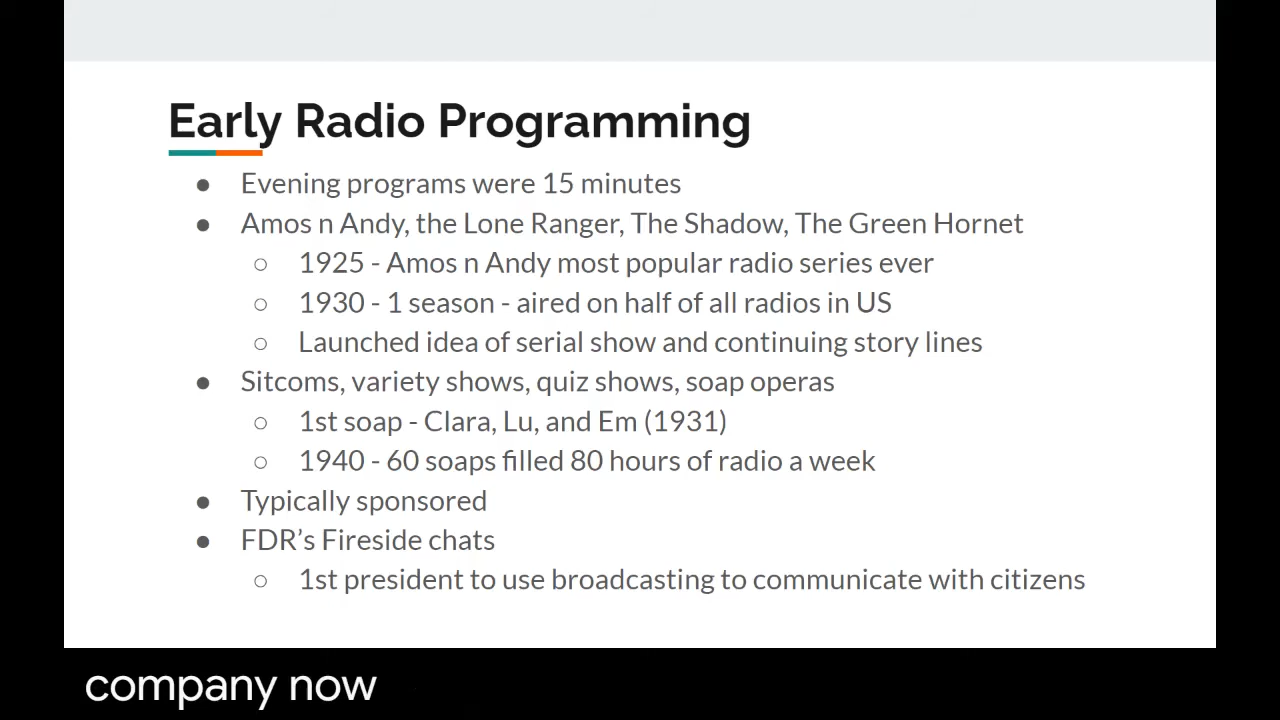 Early Radio Programming
● Evening programs were 15 minutes
● Amos n Andy, the Lone Ranger, The Shadow, The Green Hornet
○ 1925 - Amos n Andy most popular radio series ever
○ 1930 - 1 season - aired on half of all radios in US
○ Launched idea of serial show and continuing story lines
● Sitcoms, variety shows, quiz shows, soap operas
○ 1st soap - Clara, Lu, and Em (1931)
○ 1940 - 60 soaps filled 80 hours of radio a week
● Typically sponsored
● FDR’s Fireside chats
○ 1st president to use broadcasting to communicate with citizens
company now